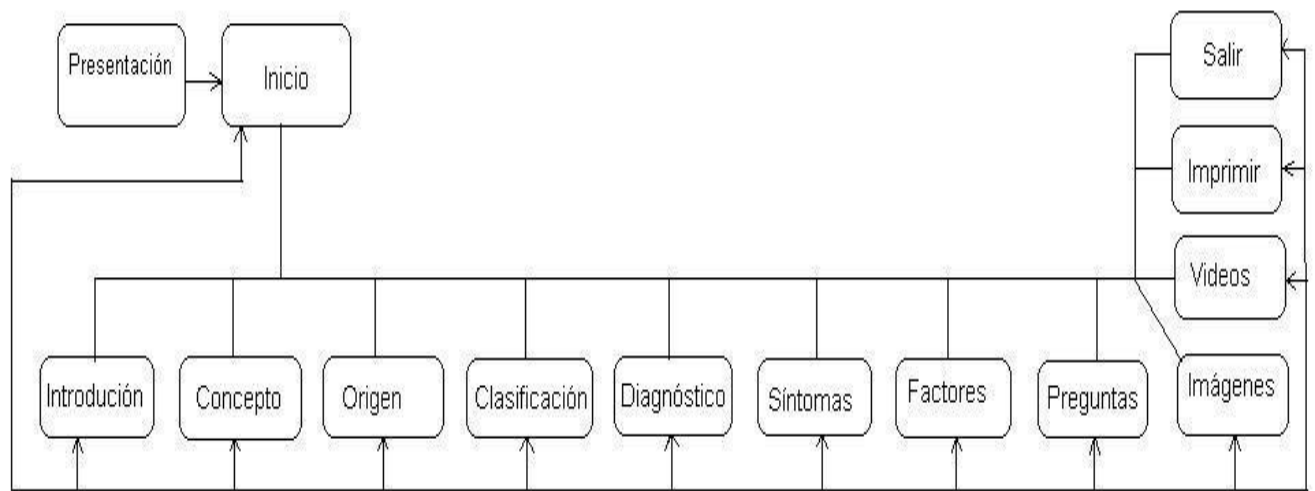 Presentación
Inicio
Salir
Imprimir
Videos
Introdución
Concepto
Origen
Clasificación
Diagnóstico
Síntomas
Factores
Preguntas
Imágenes